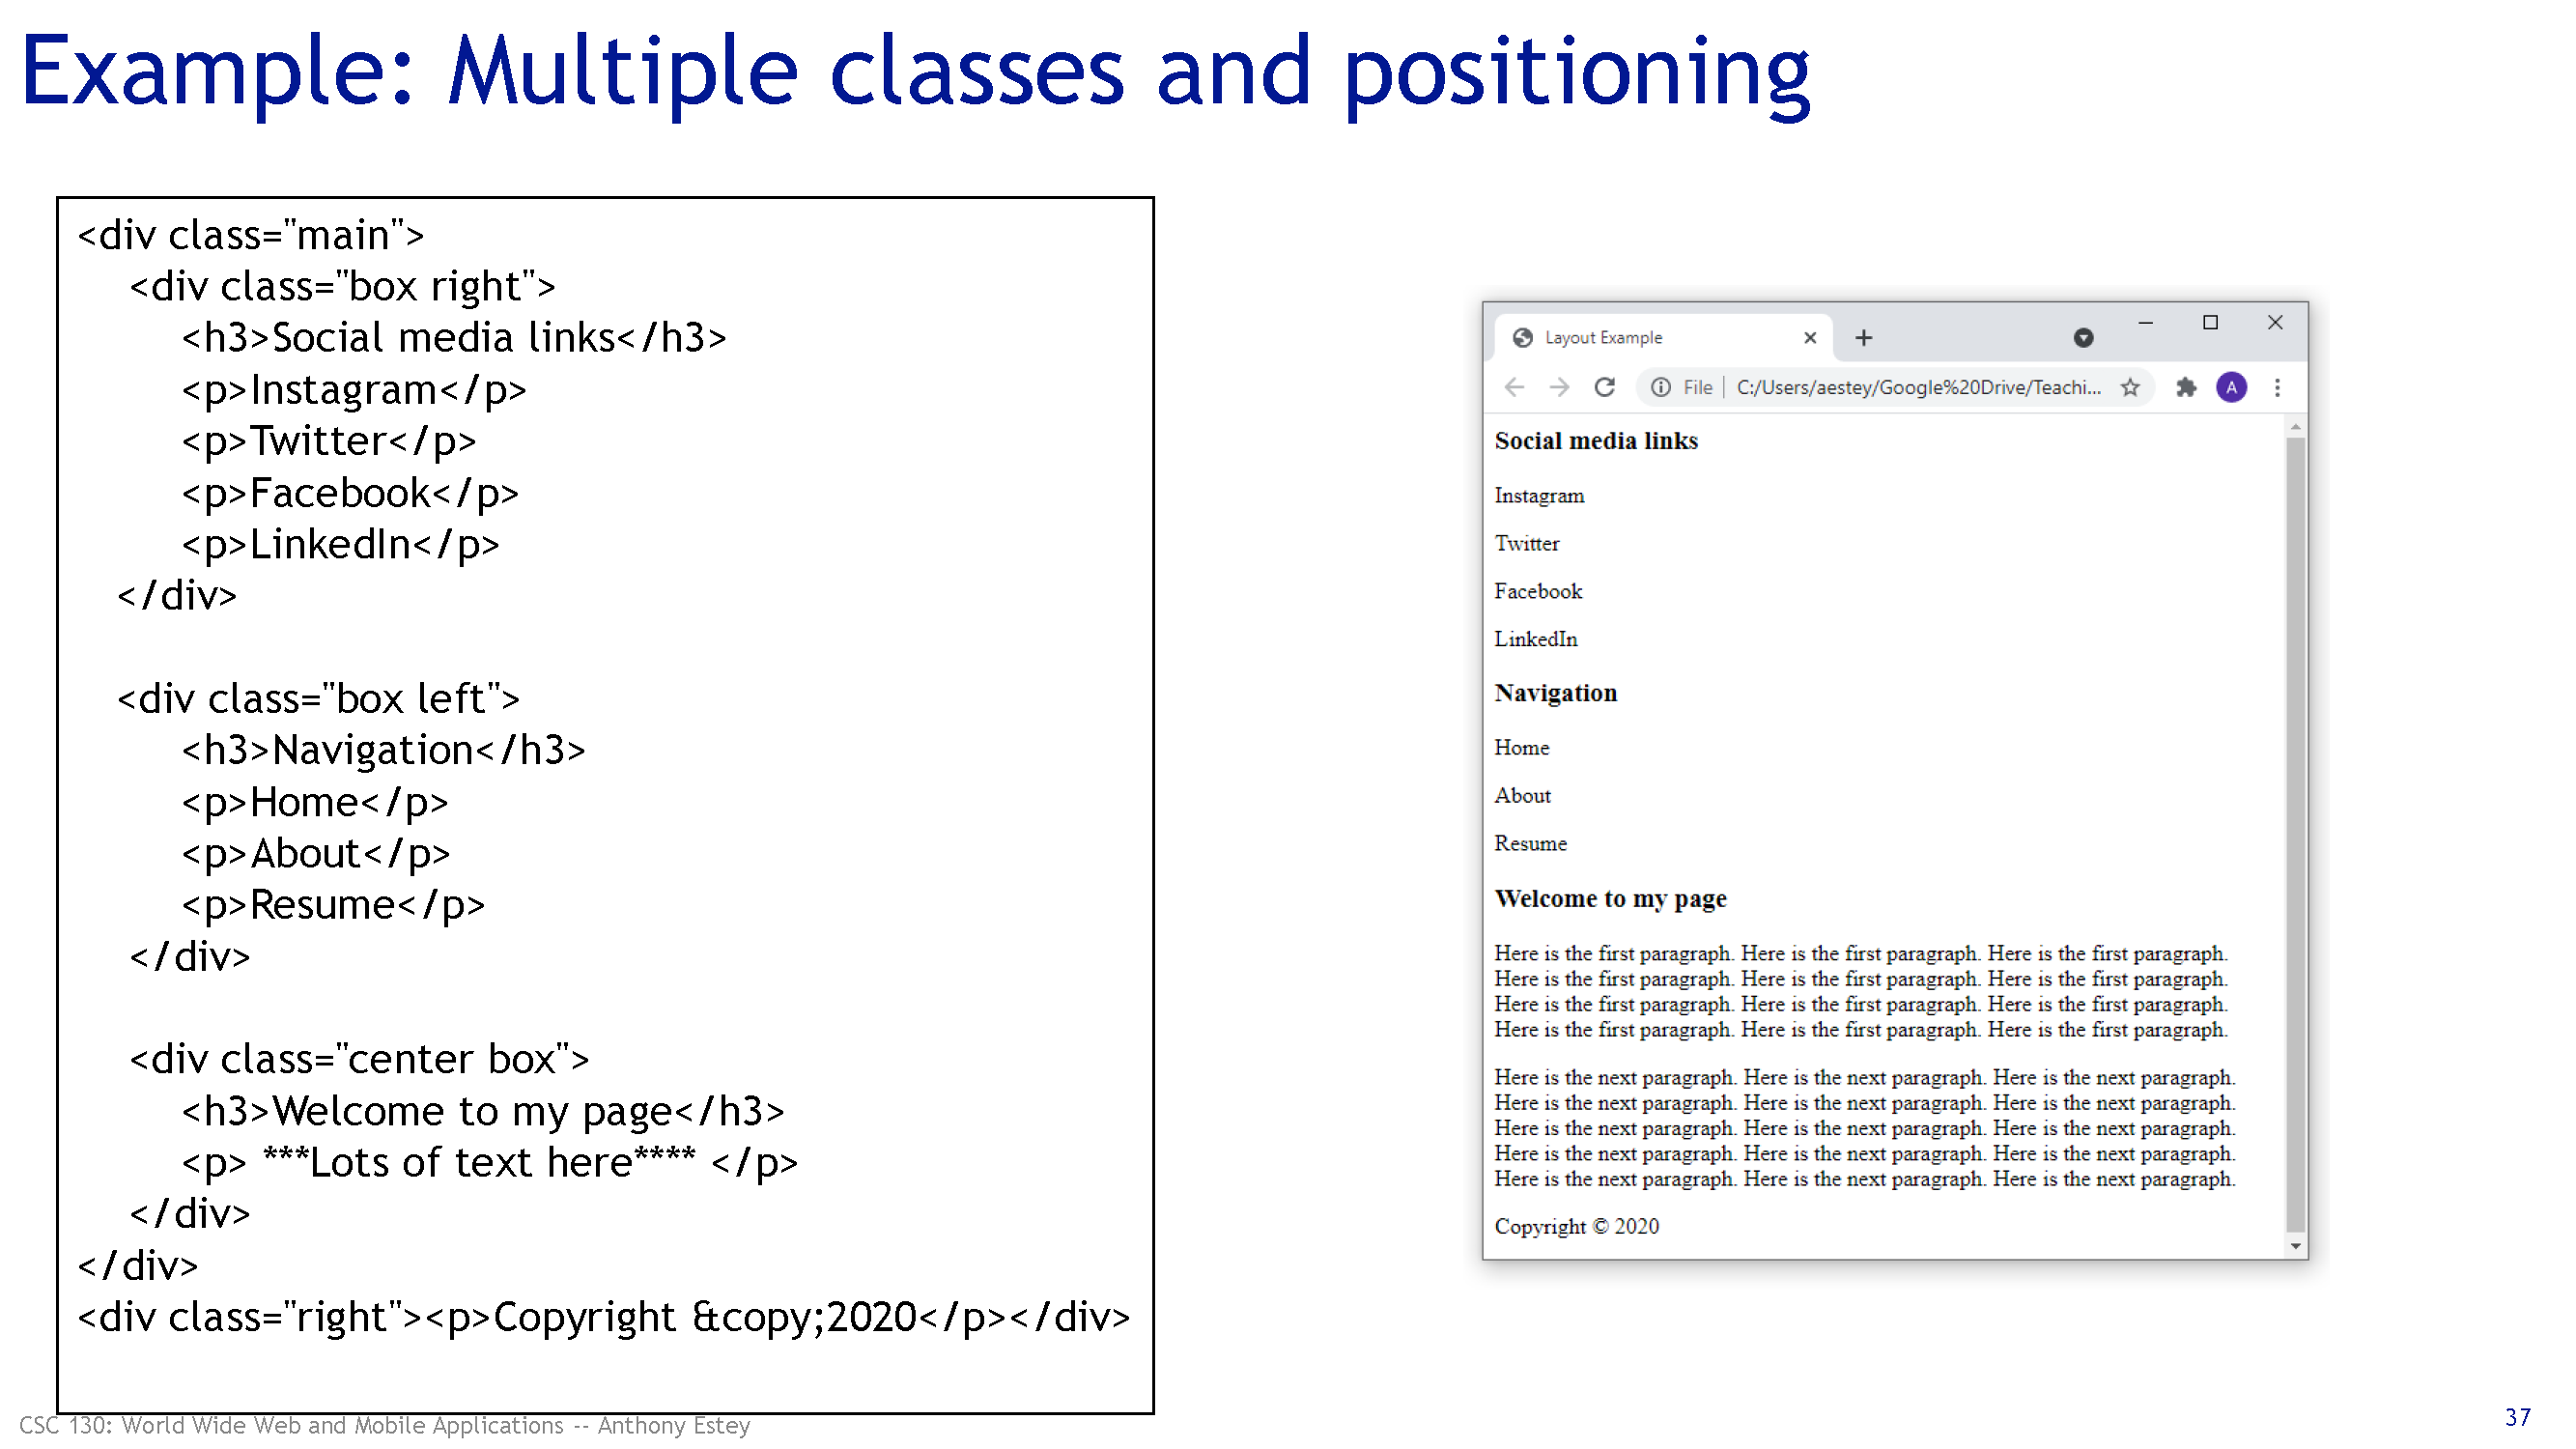 Example: Multiple classes and positioning
<div class="main">
<div class="box right">
<h3>Social media links</h3>
<p>Instagram</p>
<p>Twitter</p>
<p>Facebook</p>
<p>LinkedIn</p>
</div>
<div class="box left">
<h3>Navigation</h3>
<p>Home</p>
<p>About</p>
<p>Resume</p>
</div>
<div class="center box">
<h3>Welcome to my page</h3>
<p> ***Lots of text here**** </p>
</div>
</div>
<div class="right"><p>Copyright &copy;2020</p></div>
Layout Example
File | C:/Users/aestey/Google%20Drive/Teachi...
A
Social media links
Instagram
Twitter
Facebook
LinkedIn
Navigation
Home
About
Resume
Welcome to my page
Here is the first paragraph. Here is the first paragraph. Here is the first paragraph.
Here is the first paragraph. Here is the first paragraph. Here is the first paragraph.
Here is the first paragraph. Here is the first paragraph. Here is the first paragraph.
Here is the first paragraph. Here is the first paragraph. Here is the first paragraph.
Here is the next paragraph. Here is the next paragraph. Here is the next paragraph.
Here is the next paragraph. Here is the next paragraph. Here is the next paragraph.
Here is the next paragraph. Here is the next paragraph. Here is the next paragraph.
Here is the next paragraph. Here is the next paragraph. Here is the next paragraph.
Here is the next paragraph. Here is the next paragraph. Here is the next paragraph.
Copyright © 2020
CSC 130: World Wide Web and Mobile Applications -- Anthony Estey
37